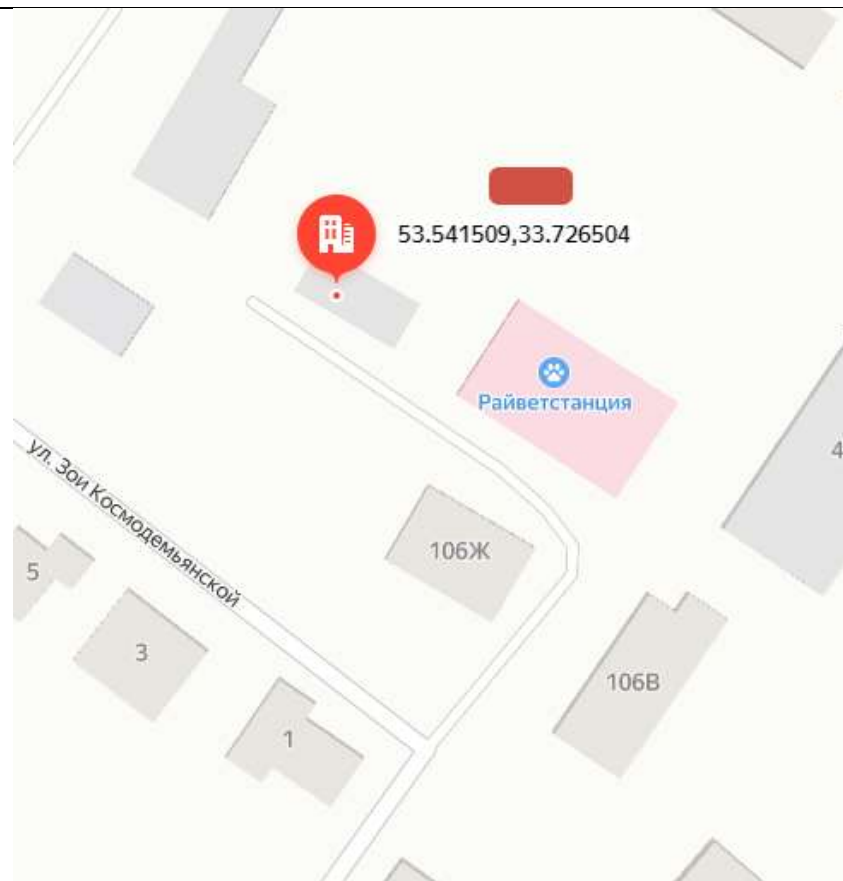 53.541509,33.726504
Райветстанция
4
ул. Зои Космодемьянской
106Ж
5
3
106В
1